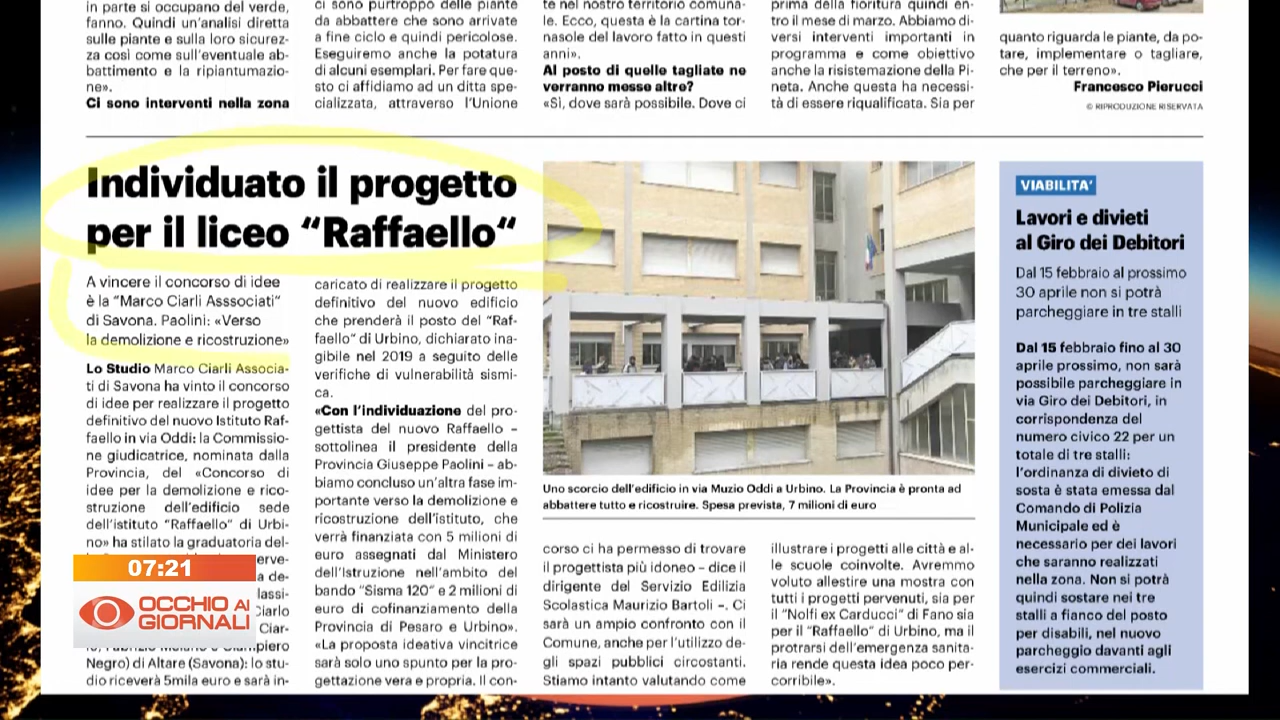 in parte si occupano del verde,
fanno. Quindi un'analisi diretta
sulle piante e sulla loro sicurez-
za così come sull'eventuale ab-
battimento e la ripiantumazio-
ne».
Ci sono interventi nella zona
ci sono purtroppo delle piante
da abbattere che sono arrivate
a fine ciclo e quindi pericolose.
Eseguiremo anche la potatura
di alcuni esemplari. Per fare que-
sto ci affidiamo ad un ditta spe-
cializzata, attraverso l'Unione
te nel nostro territorio comuna-
le. Ecco, questa è la cartina tor-
nasole del lavoro fatto in questi
anni».
Al posto di quelle tagliate ne
verranno messe altre?
«Sì, dove sarà possibile. Dove ci
prima della fioritura quindi en-
tro il mese di marzo. Abbiamo di-
versi interventi importanti in
programma e come obiettivo
anche la risistemazione della Pi-
neta. Anche questa ha necessi-
tà di essere riqualificata. Sia per
quanto riguarda le piante, da po-
tare, implementare o tagliare,
che per il terreno».
Francesco Pierucci
© RIPRODUZIONE RISERVATA
Individuato il progetto
per il liceo “Raffaello“
A vincere il concorso di idee
è la “Marco Ciarli Asssociati“
di Savona. Paolini: «Verso
la demolizione e ricostruzione»
Lo Studio Marco Ciarli Associa-
ti di Savona ha vinto il concorso
di idee per realizzare il progetto
definitivo del nuovo Istituto Raf-
faello in via Oddi: la Commissio-
ne giudicatrice, nominata dalla
Provincia, del «Concorso di
idee per la demolizione e rico-
struzione dell'edificio sede
dell'istituto “Raffaello” di Urbi-
no» ha stilato la graduatoria del-
erve-
a de-
lassi-
Ciarlo
Ciar-
Negro) di Altare (Savona): lo stu-
dio riceverà 5mila euro e sarà in-
caricato di realizzare il progetto
definitivo del nuovo edificio
che prenderà il posto del “Raf-
faello“ di Urbino, dichiarato ina-
gibile nel 2019 a seguito delle
verifiche di vulnerabilità sismi-
ca.
«Con l'individuazione del pro-
gettista del nuovo Raffaello –
sottolinea il presidente della
Provincia Giuseppe Paolini – ab-
biamo concluso un'altra fase im-
portante verso la demolizione e
ricostruzione dell'istituto, che
verrà finanziata con 5 milioni di
euro assegnati dal Ministero
dell'Istruzione nell'ambito del
bando “Sisma 120“ e 2 milioni di
euro di cofinanziamento della
Provincia di Pesaro e Urbino».
«La proposta ideativa vincitrice
sarà solo uno spunto per la pro-
gettazione vera e propria. Il con-
Uno scorcio dell'edificio in via Muzio Oddi a Urbino. La Provincia è pronta ad
abbattere tutto e ricostruire. Spesa prevista, 7 milioni di euro
corso ci ha permesso di trovare
il progettista più idoneo – dice il
dirigente del Servizio Edilizia
Scolastica Maurizio Bartoli –. Ci
sarà un ampio confronto con il
Comune, anche per l'utilizzo de-
gli spazi pubblici circostanti.
Stiamo intanto valutando come
illustrare i progetti alle città e al-
le scuole coinvolte. Avremmo
voluto allestire una mostra con
tutti i progetti pervenuti, sia per
il “Nolfi ex Carducci” di Fano sia
per il “Raffaello” di Urbino, ma il
protrarsi dell'emergenza sanita-
ria rende questa idea poco per-
corribile».
VIABILITA'
Lavori e divieti
al Giro dei Debitori
Dal 15 febbraio al prossimo
30 aprile non si potrà
parcheggiare in tre stalli
Dal 15 febbraio fino al 30
aprile prossimo, non sarà
possibile parcheggiare in
via Giro dei Debitori, in
corrispondenza del
numero civico 22 per un
totale di tre stalli:
l'ordinanza di divieto di
sosta è stata emessa dal
Comando di Polizia
Municipale ed è
necessario per dei lavori
che saranno realizzati
nella zona. Non si potrà
quindi sostare nei tre
stalli a fianco del posto
per disabili, nel nuovo
parcheggio davanti agli
esercizi commerciali.
07:21
OCCHIO AI
GIORNALI